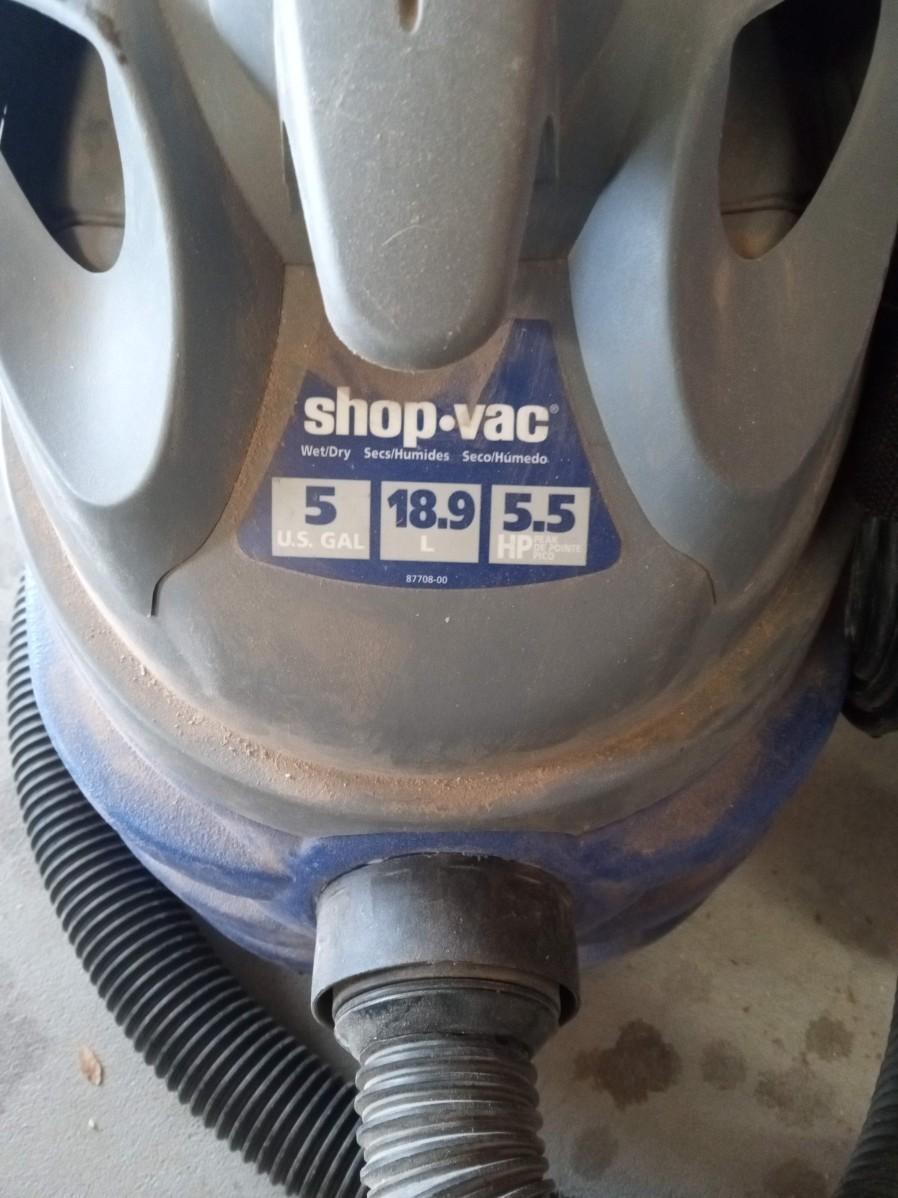 shop•vac®
Wet/Dry Secs/Humides Seco/Húmedo
5 18.9 5.5
U.S. GAL L HP PEAK
DE POINTE
PICO
87708-00